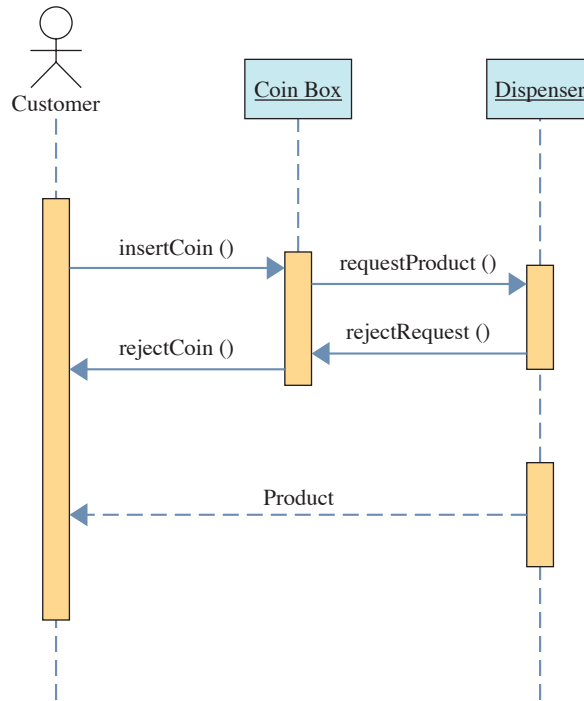 Customer
Coin Box
Dispenser
insertCoin ()
requestProduct ()
rejectRequest ()
rejectCoin ()
Product